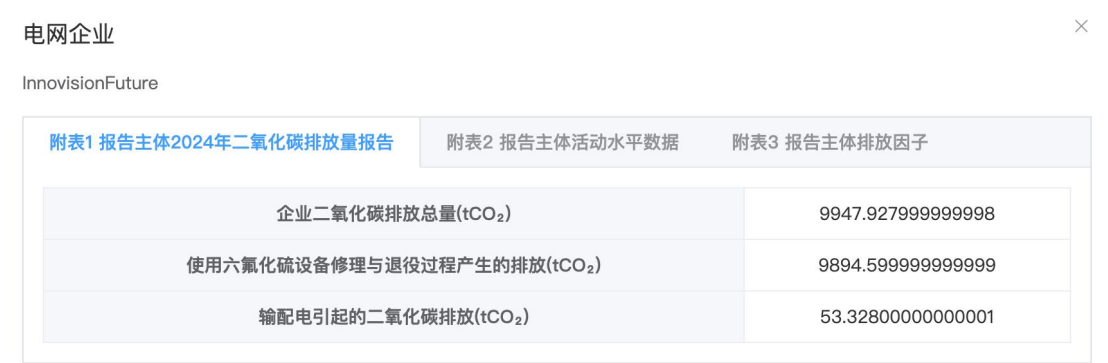 电网企业
InnovisionFuture
附表1 报告主体2024年二氧化碳排放量报告 附表2 报告主体活动水平数据 附表3 报告主体排放因子
企业二氧化碳排放总量(tCO₂) 9947.927999999998
使用六氟化硫设备修理与退役过程产生的排放(tCO₂) 9894.599999999999
输配电引起的二氧化碳排放(tCO₂) 53.32800000000001